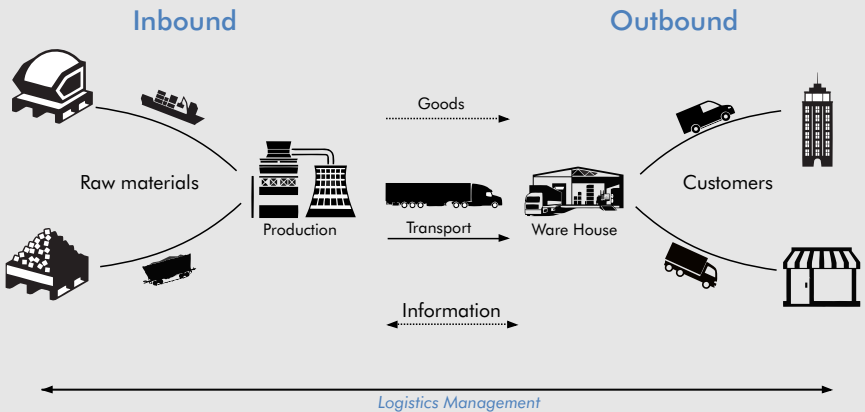 Inbound
Outbound
Goods
Raw materials
Customers
Production
Transport
Ware House
Information
Logistics Management